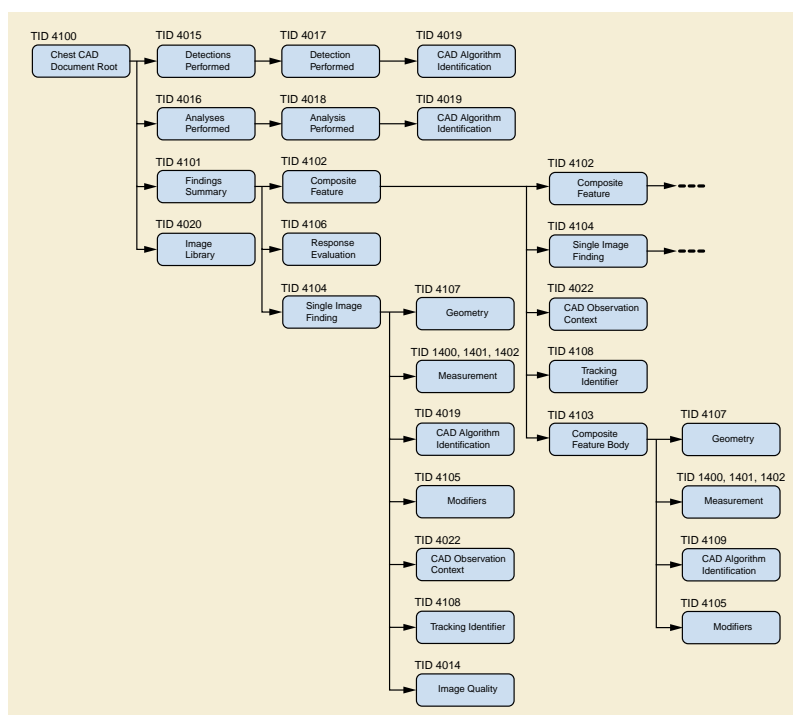 TID 4100
Chest CAD
Document Root
TID 4015
Detections
Performed
TID 4017
Detection
Performed
TID 4019
CAD Algorithm
Identification
TID 4016
Analyses
Performed
TID 4018
Analysis
Performed
TID 4019
CAD Algorithm
Identification
TID 4101
Findings
Summary
TID 4102
Composite
Feature
TID 4102
Composite
Feature
TID 4020
Image
Library
TID 4106
Response
Evaluation
TID 4104
Single Image
Finding
TID 4104
Single Image
Finding
TID 4107
Geometry
TID 4022
CAD Observation
Context
TID 1400, 1401, 1402
Measurement
TID 4108
Tracking
Identifier
TID 4019
CAD Algorithm
Identification
TID 4103
Composite
Feature Body
TID 4107
Geometry
TID 4105
Modifiers
TID 1400, 1401, 1402
Measurement
TID 4022
CAD Observation
Context
TID 4109
CAD Algorithm
Identification
TID 4108
Tracking Identifier
TID 4105
Modifiers
TID 4014
Image Quality